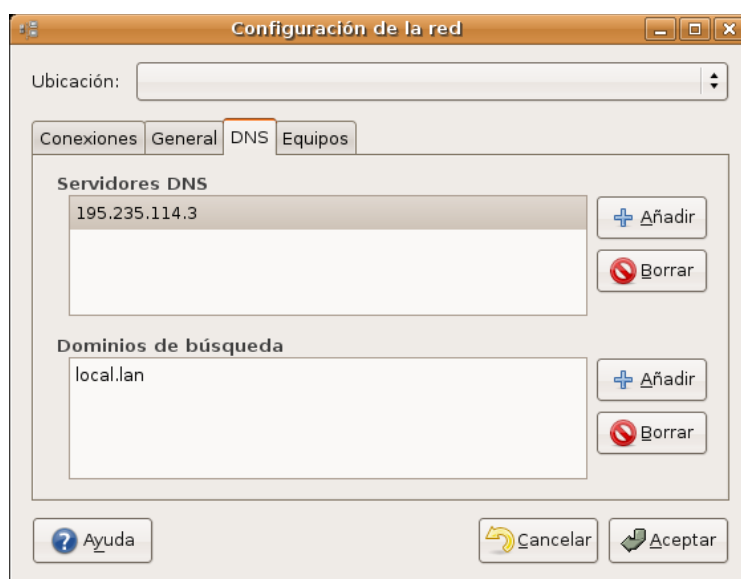 Configuración de la red
Ubicación:
Conexiones General DNS Equipos
Servidores DNS
195.235.114.3
Añadir
Borrar
Dominios de búsqueda
local.lan
Añadir
Borrar
Ayuda
Cancelar
Aceptar